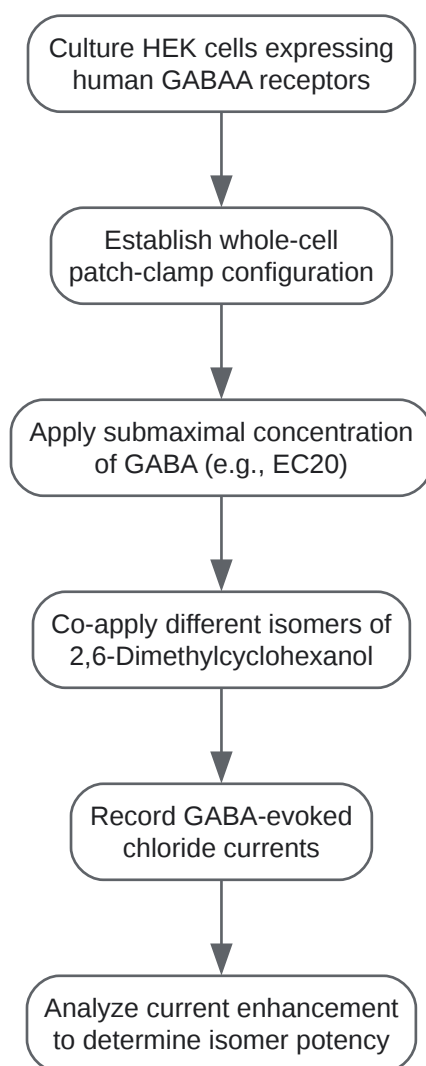 Culture HEK cells expressing
human GABAA receptors
Establish whole-cell
patch-clamp configuration
Apply submaximal concentration
of GABA (e.g., EC20)
Co-apply different isomers of
2,6-Dimethylcyclohexanol
Record GABA-evoked
chloride currents
Analyze current enhancement
to determine isomer potency